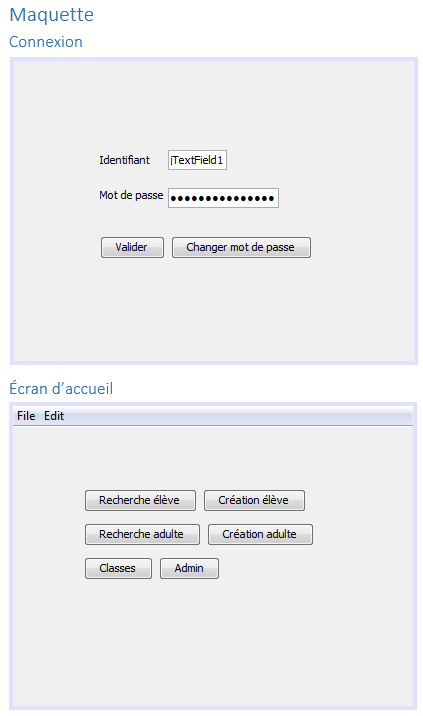 Maquette
Connexion
Identifiant jTextField1
Mot de passe •••••••••••••••
Valider Changer mot de passe
Écran d’accueil
File Edit
Recherche élève Création élève
Recherche adulte Création adulte
Classes Admin